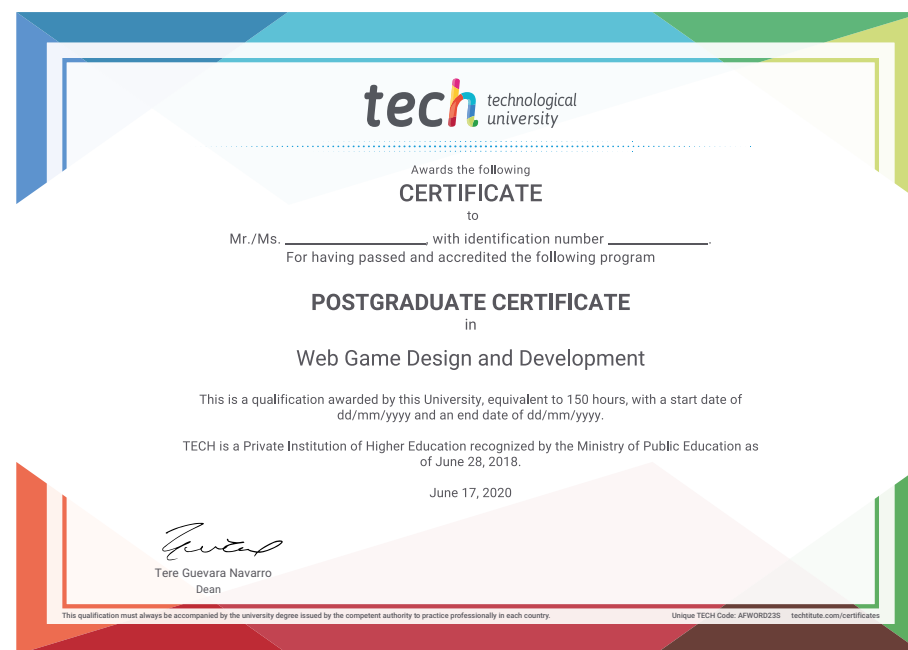 tech technological
university
Awards the following
CERTIFICATE
to
Mr./Ms. ________________, with identification number ____________.
For having passed and accredited the following program
POSTGRADUATE CERTIFICATE
in
Web Game Design and Development
This is a qualification awarded by this University, equivalent to 150 hours, with a start date of
dd/mm/yyyy and an end date of dd/mm/yyyy.
TECH is a Private Institution of Higher Education recognized by the Ministry of Public Education as
of June 28, 2018.
June 17, 2020
Tere Guevara Navarro
Dean
This qualification must always be accompanied by the university degree issued by the competent authority to practice professionally in each country. Unique TECH Code: AFWORD23S techtitute.com/certificates